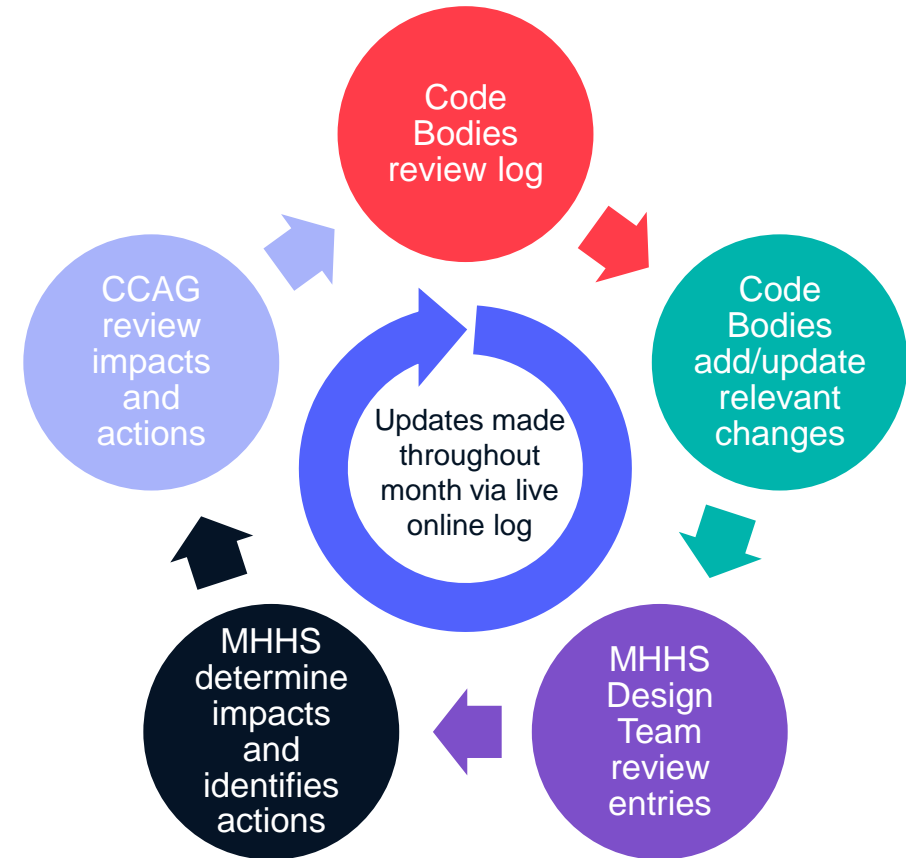 Code
Bodies
review log
Code
Bodies
add/update
relevant
changes
MHHS
Design
Team
review
entries
MHHS
determine
impacts
and
identifies
actions
CCAG
review
impacts
and
actions
Updates made
throughout
month via live
online log